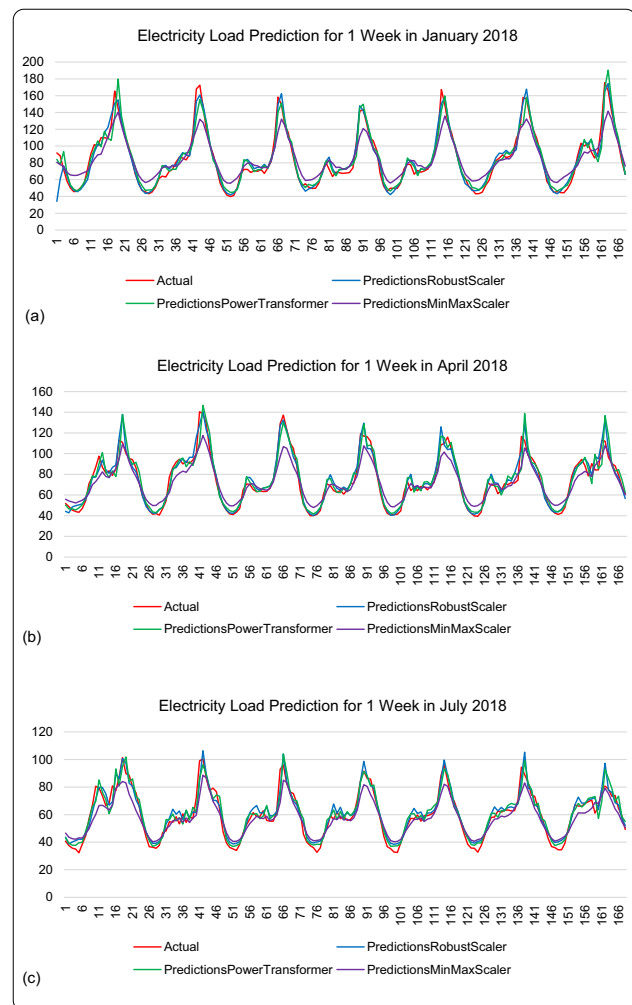 Electricity Load Prediction for 1 Week in January 2018
200
180
160
140
120
100
80
60
40
20
0
1 6 11 16 21 26 31 36 41 46 51 56 61 66 71 76 81 86 91 96 101 106 111 116 121 126 131 136 141 146 151 156 161 166
Actual PredictionsRobustScaler
PredictionsPowerTransformer PredictionsMinMaxScaler
(a)
Electricity Load Prediction for 1 Week in April 2018
160
140
120
100
80
60
40
20
0
1 6 11 16 21 26 31 36 41 46 51 56 61 66 71 76 81 86 91 96 101 106 111 116 121 126 131 136 141 146 151 156 161 166
Actual PredictionsRobustScaler
PredictionsPowerTransformer PredictionsMinMaxScaler
(b)
Electricity Load Prediction for 1 Week in July 2018
120
100
80
60
40
20
0
1 6 11 16 21 26 31 36 41 46 51 56 61 66 71 76 81 86 91 96 101 106 111 116 121 126 131 136 141 146 151 156 161 166
Actual PredictionsRobustScaler
PredictionsPowerTransformer PredictionsMinMaxScaler
(c)